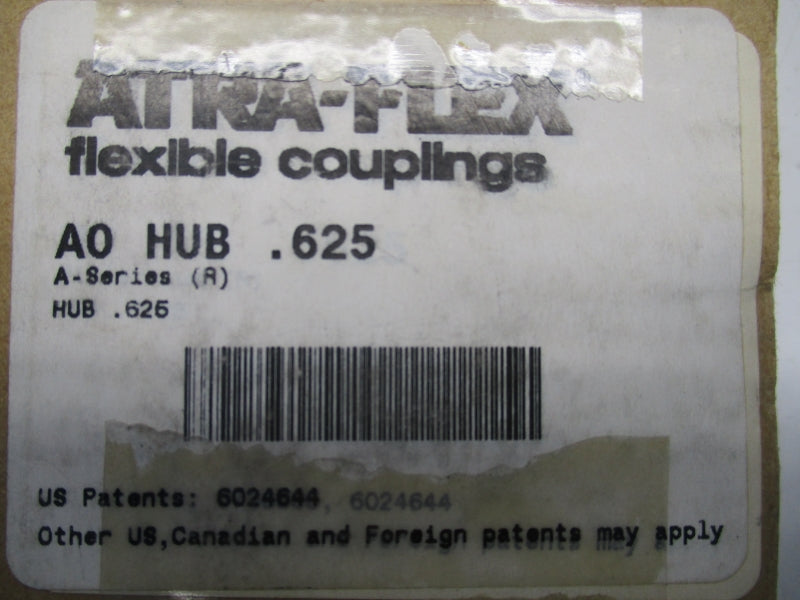 ATRA-FLEX
flexible couplings
AO HUB .625
A-Series (R)
HUB .625
US Patents: 6024644, 6024644
Other US,Canadian and Foreign patents may apply